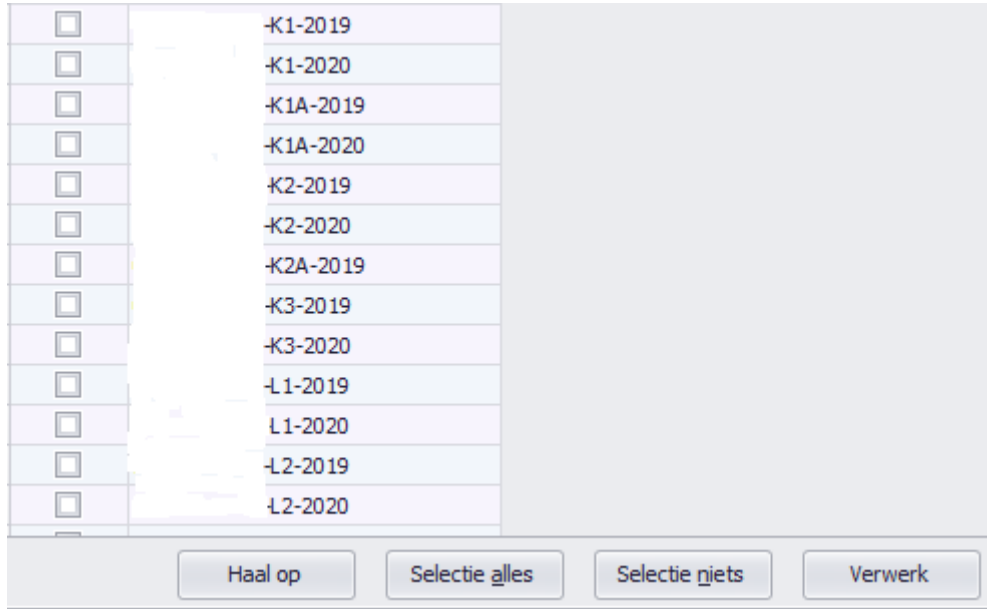 -K1-2019
-K1-2020
-K1A-2019
-K1A-2020
-K2-2019
-K2-2020
-K2A-2019
-K3-2019
-K3-2020
-L1-2019
-L1-2020
-L2-2019
-L2-2020
Haal op Selectie alles Selectie niets Verwerk